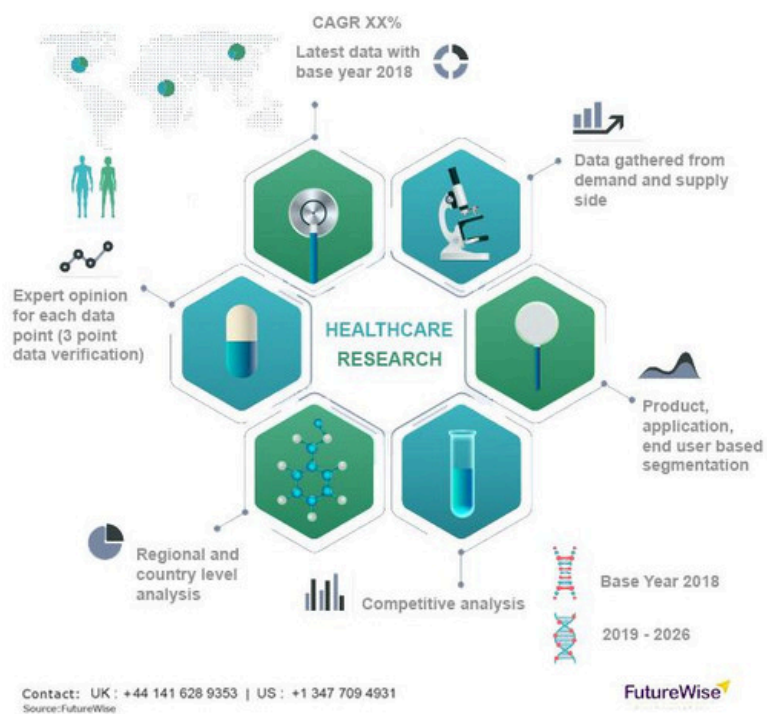 CAGR XX%
Latest data with
base year 2018
Data gathered from
demand and supply
side
Expert opinion
for each data
point (3 point
data verification)
HEALTHCARE
RESEARCH
Product,
application,
end user based
segmentation
Regional and
country level
analysis
Competitive analysis
Base Year 2018
2019 - 2026
Contact: UK : +44 141 628 9353 | US : +1 347 709 4931
Source:FutureWise
FutureWise